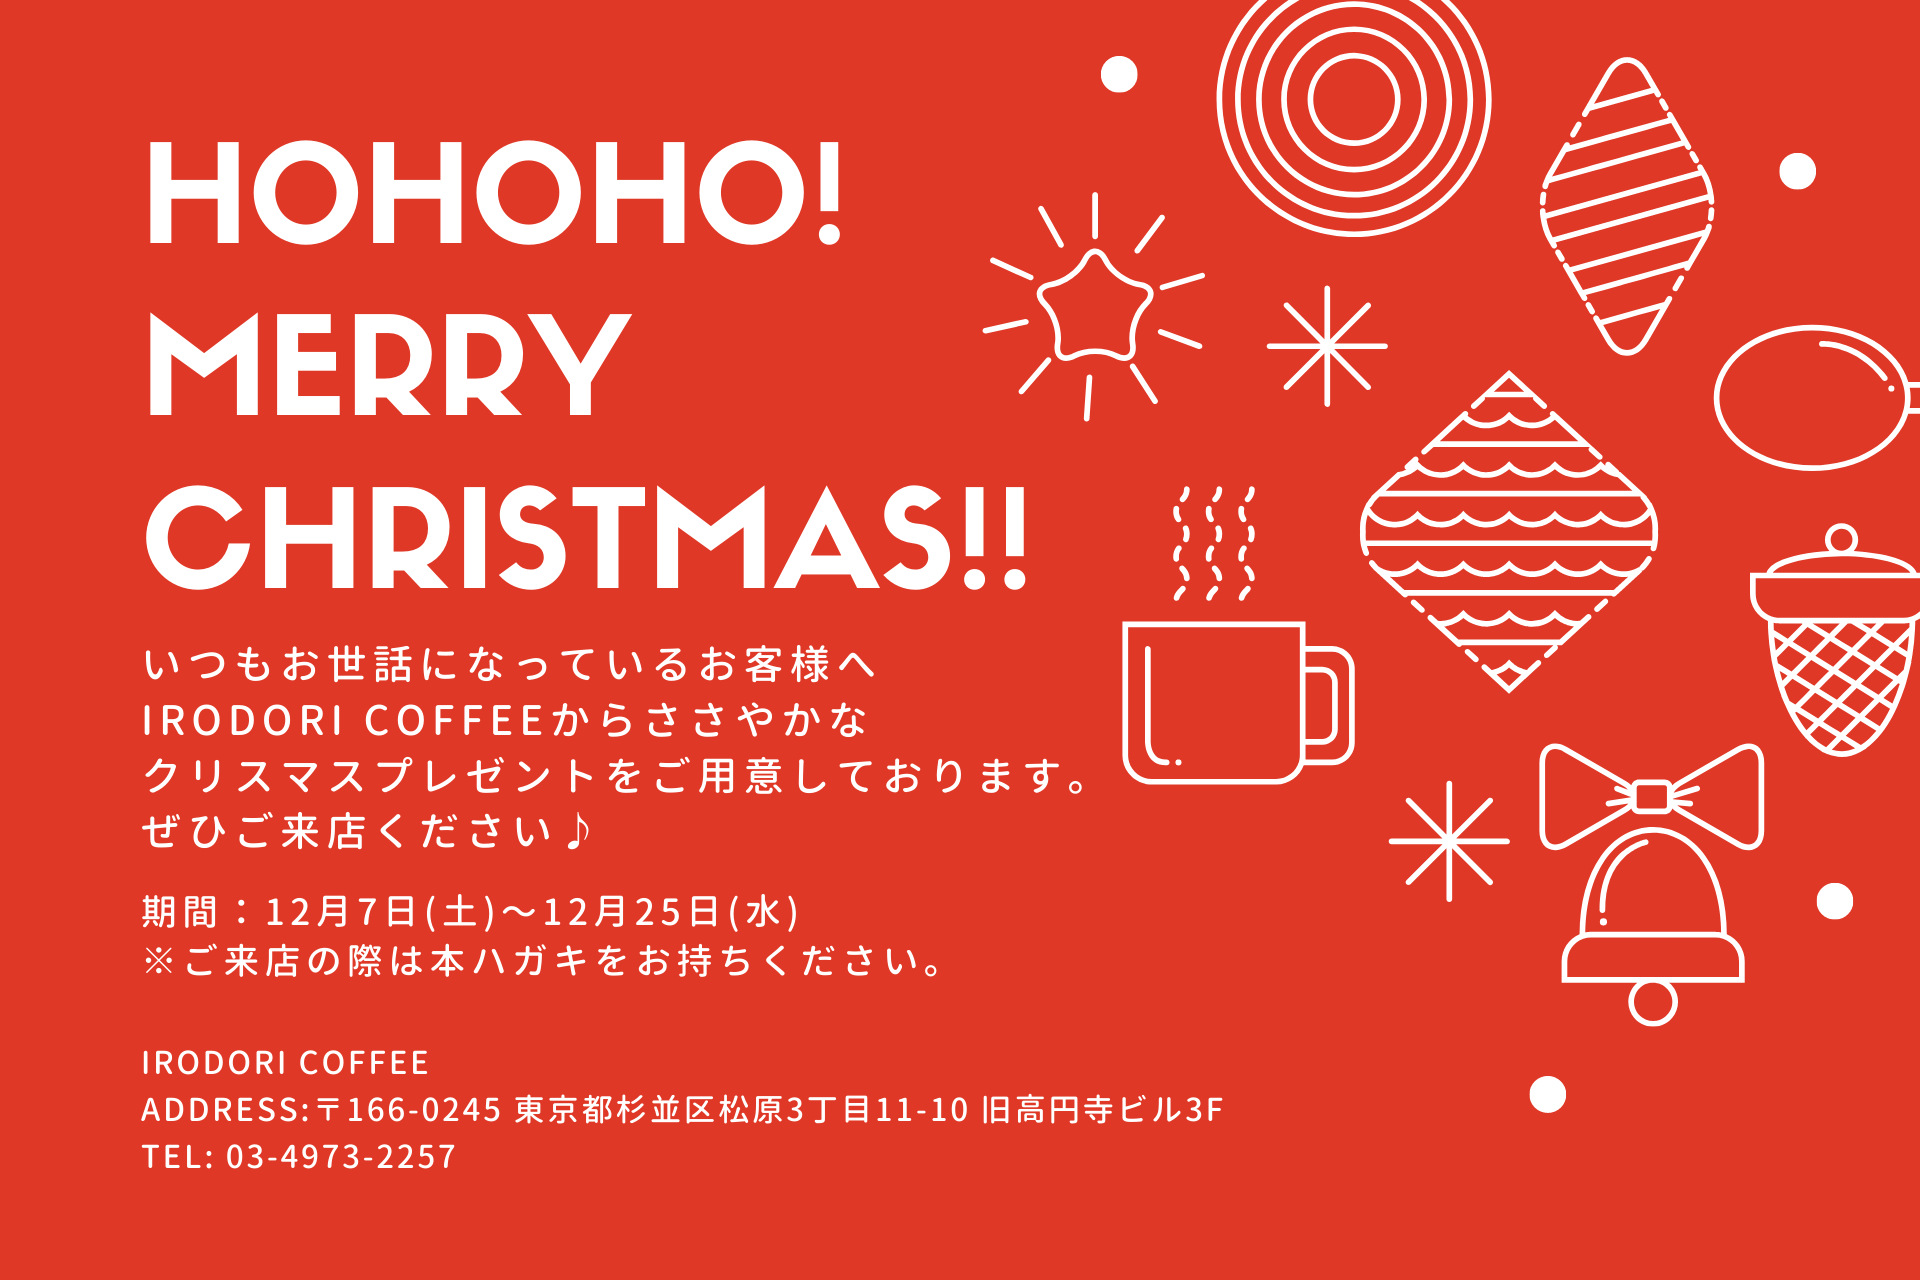 HOHOHO!
MERRY
CHRISTMAS!!
いつもお世話になっているお客様へ
IRODORI COFFEEからささやかな
クリスマスプレゼントをご用意しております。
ぜひご来店ください♪
期間：12月7日(土)〜12月25日(水)
※ご来店の際は本ハガキをお持ちください。
IRODORI COFFEE
ADDRESS:〒166-0245 東京都杉並区松原3丁目11-10 旧高円寺ビル3F
TEL: 03-4973-2257